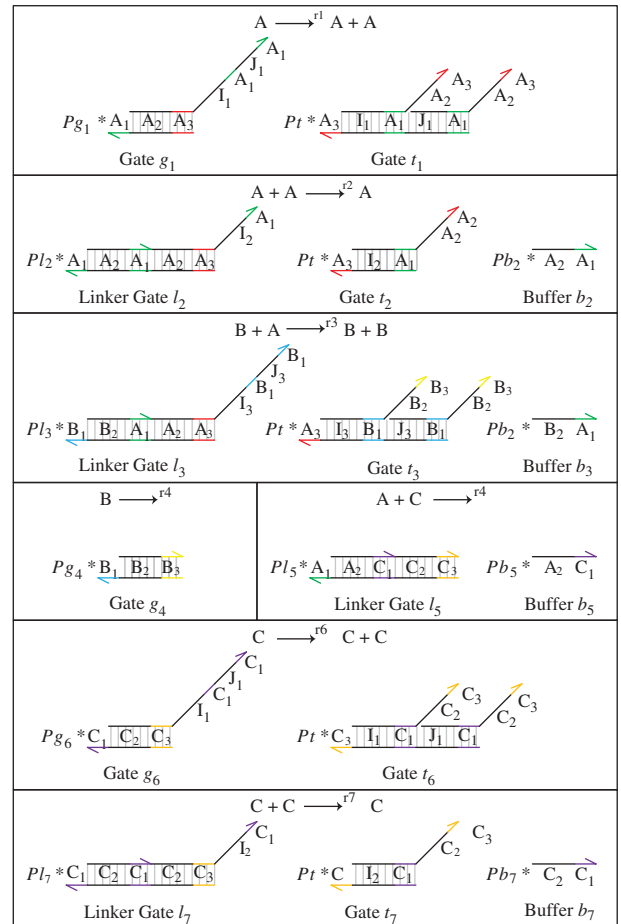 A ⟶ r1 A + A
A1
J1
A1
I1
A3
A2
A3
A2
Pg1 * A1 A2 A3
Pt * A3 I1 A1 J1 A1
Gate g1
Gate t1
A + A ⟶ r2 A
A1
I2
A2
A2
Pl2* A1 A2 A1 A2 A3
Pt * A3 I2 A1
Pb2 * A2 A1
Linker Gate l2
Gate t2
Buffer b2
B + A ⟶ r3 B + B
B1
J3
B1
I3
B3
B2
B3
B2
Pl3 * B1 B2 A1 A2 A3
Pt * A3 I3 B1 J3 B1
Pb2 * B2 A1
Linker Gate l3
Gate t3
Buffer b3
B ⟶ r4
Pg4 * B1 B2 B3
Gate g4
A + C ⟶ r4
Pl5 * A1 A2 C1 C2 C3
Pb5 * A2 C1
Linker Gate l5
Buffer b5
C ⟶ r6 C + C
C1
J1
C1
I1
C3
C2
C3
C2
Pg6 * C1 C2 C3
Pt * C3 I1 C1 J1 C1
Gate g6
Gate t6
C + C ⟶ r7 C
C1
I2
C3
C2
Pl7 * C1 C2 C1 C2 C3
Pt * C I2 C1
Pb7 * C2 C1
Linker Gate l7
Gate t7
Buffer b7